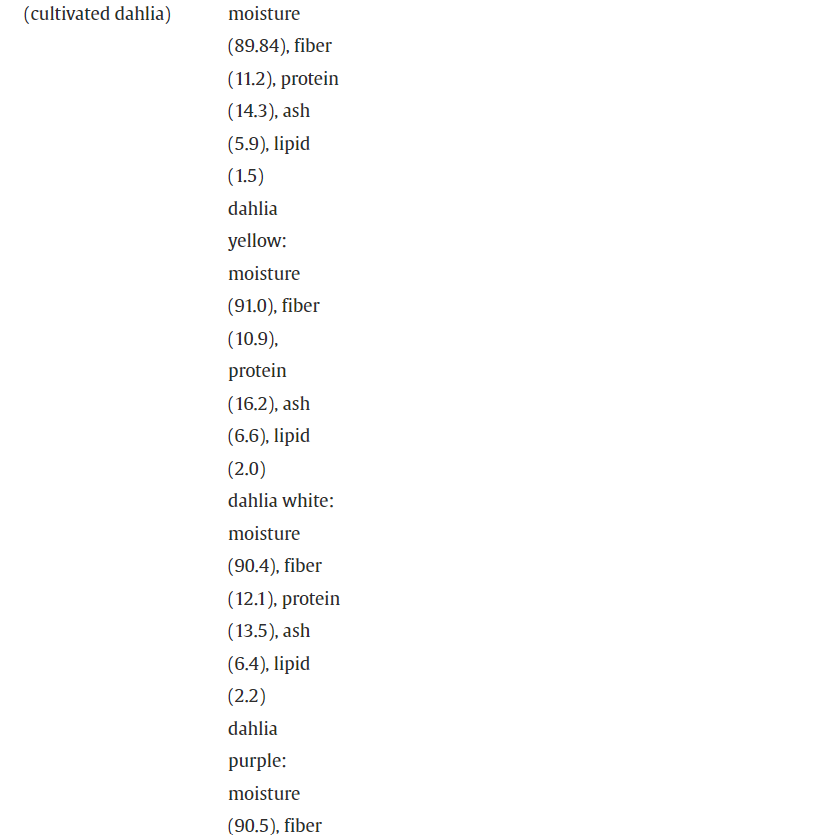 (cultivated dahlia) moisture
(89.84), fiber
(11.2), protein
(14.3), ash
(5.9), lipid
(1.5)
dahlia
yellow:
moisture
(91.0), fiber
(10.9),
protein
(16.2), ash
(6.6), lipid
(2.0)
dahlia white:
moisture
(90.4), fiber
(12.1), protein
(13.5), ash
(6.4), lipid
(2.2)
dahlia
purple:
moisture
(90.5), fiber